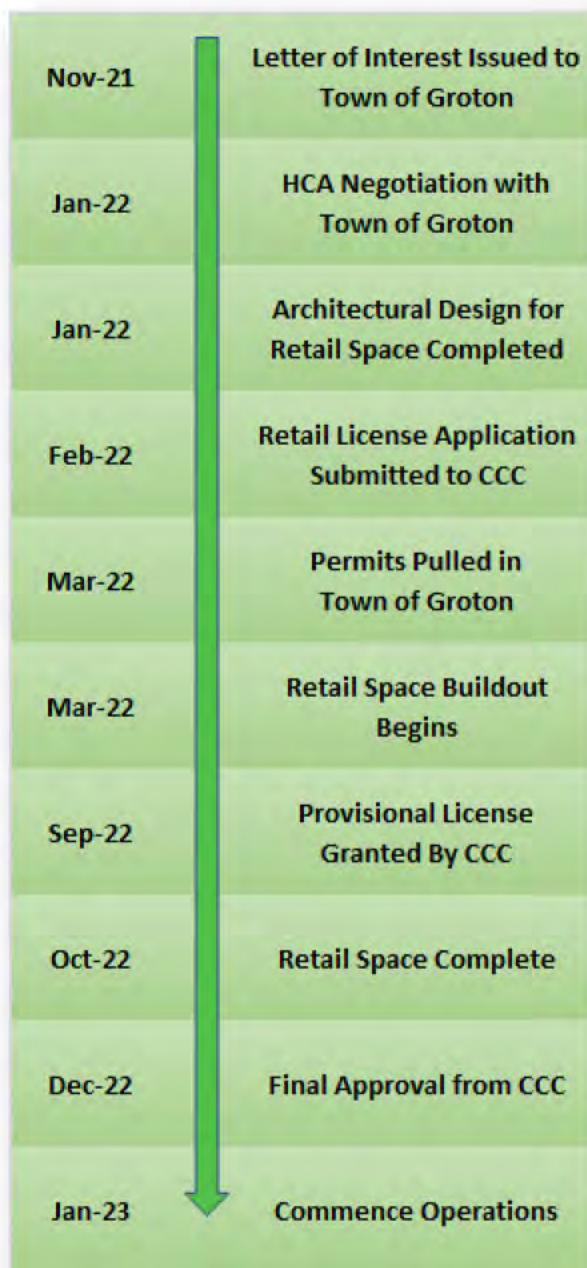 Nov-21
Letter of Interest Issued to
Town of Groton
Jan-22
HCA Negotiation with
Town of Groton
Jan-22
Architectural Design for
Retail Space Completed
Feb-22
Retail License Application
Submitted to CCC
Mar-22
Permits Pulled in
Town of Groton
Mar-22
Retail Space Buildout
Begins
Sep-22
Provisional License
Granted By CCC
Oct-22
Retail Space Complete
Dec-22
Final Approval from CCC
Jan-23
Commence Operations